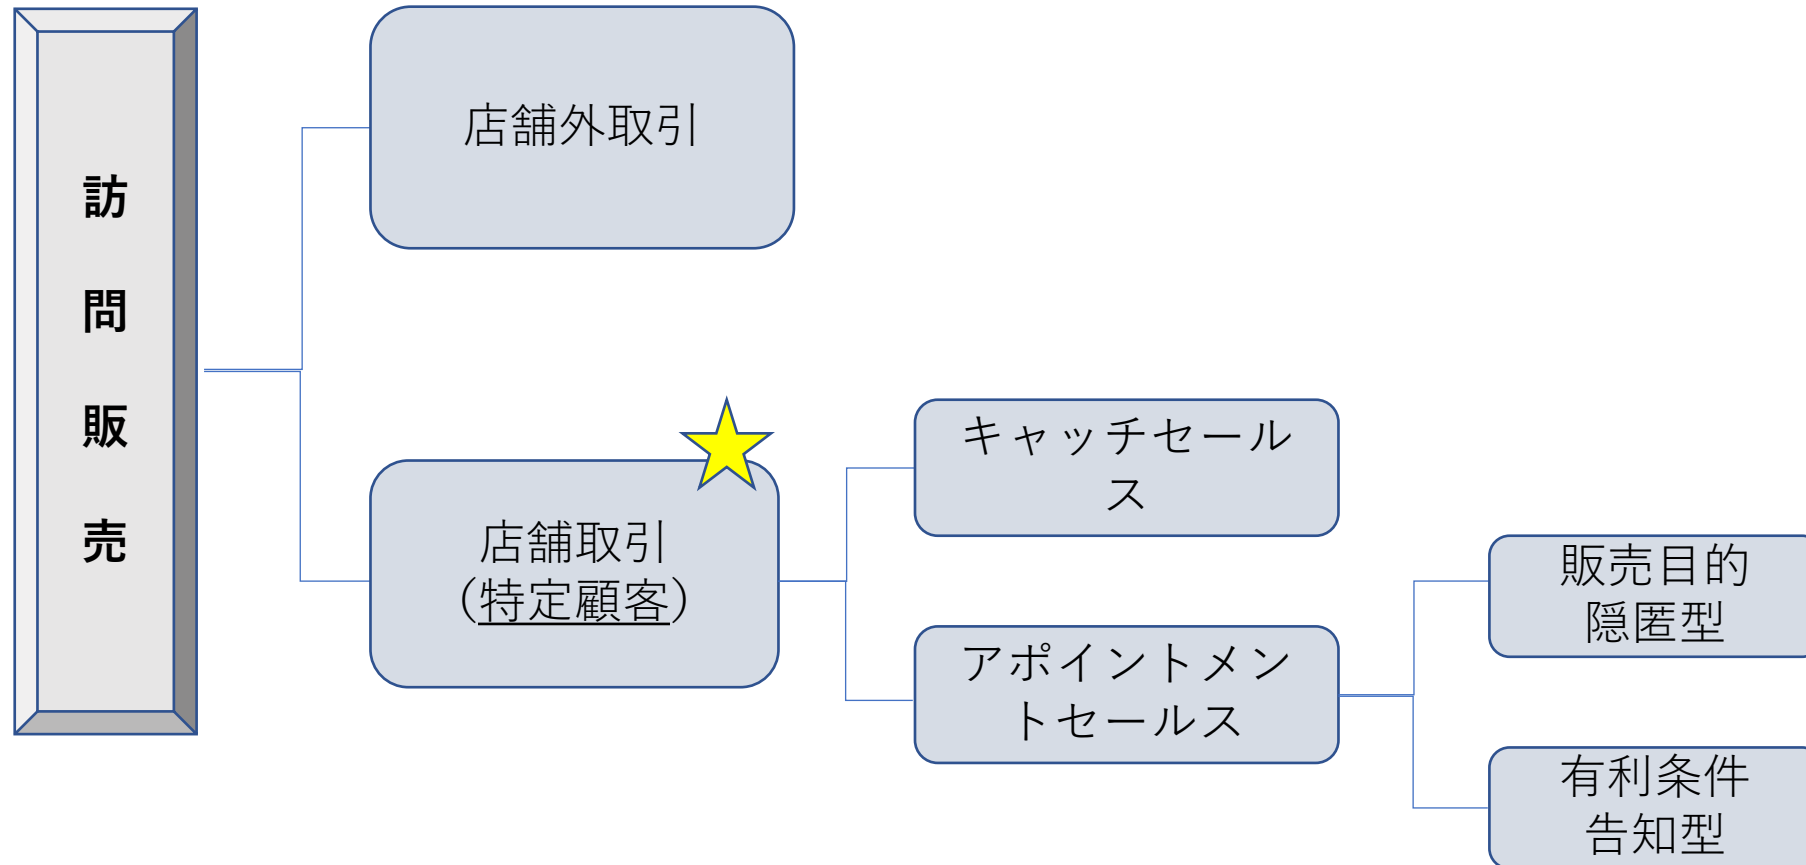 訪問販売
店舗外取引
店舗取引
(特定顧客)
キャッチセール
ス
アポイントメン
トセールス
販売目的
隠匿型
有利条件
告知型